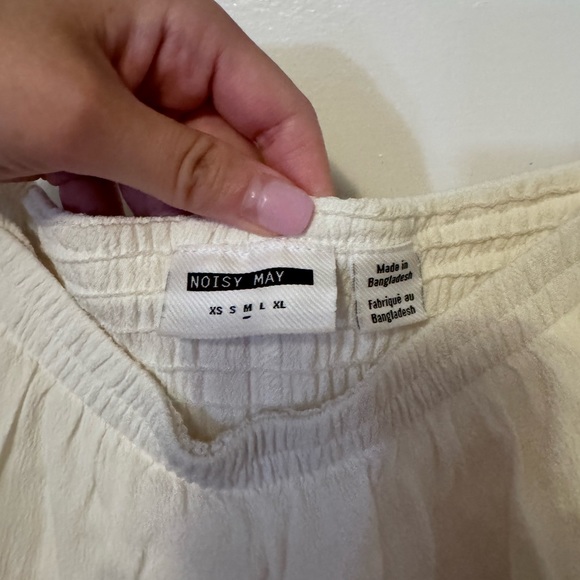 NOISY MAY
XS S M L XL
Made in
Bangladesh
Fabriqué au
Bangladesh